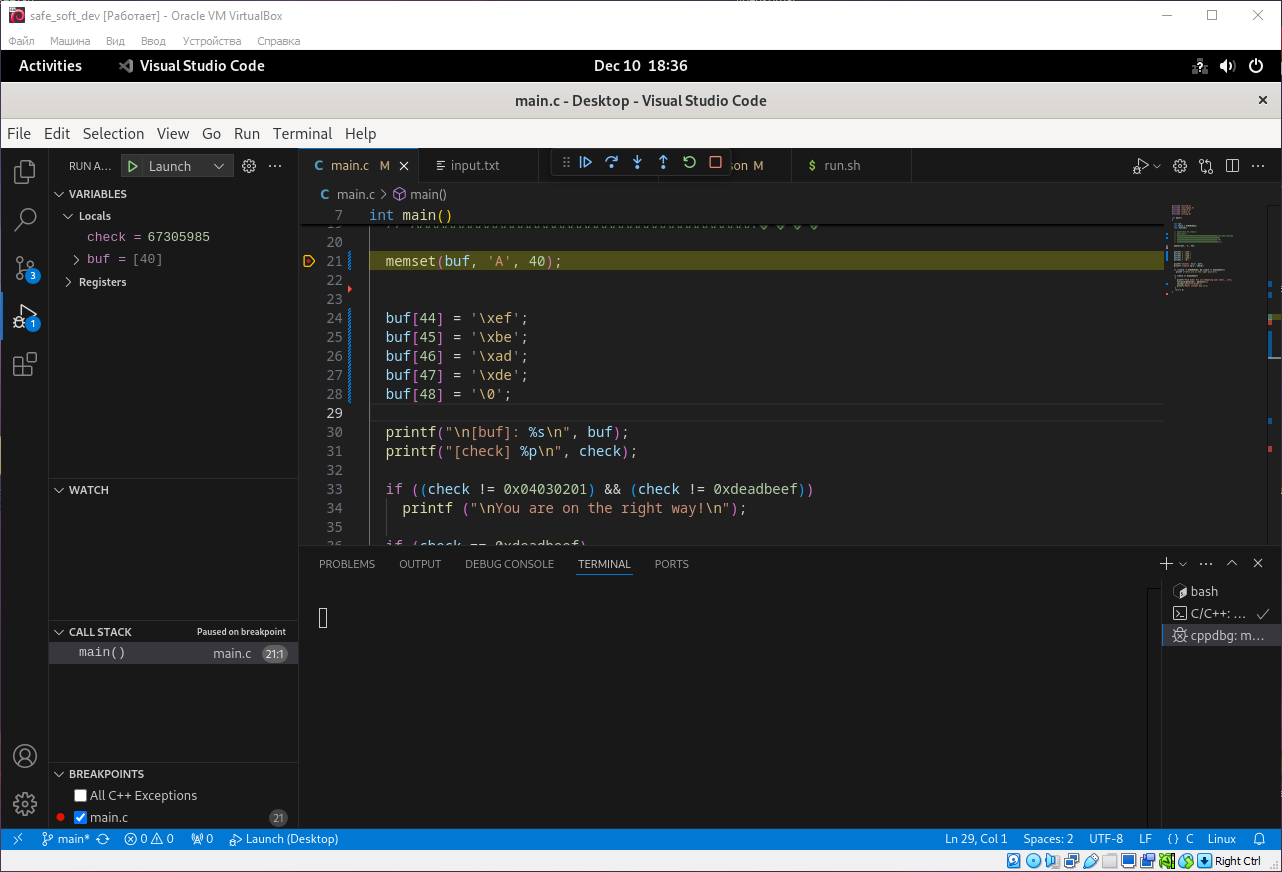 safe_soft_dev [Работает] - Oracle VM VirtualBox
Файл Машина Вид Ввод Устройства Справка
Activities Visual Studio Code Dec 10 18:36
main.c - Desktop - Visual Studio Code
File Edit Selection View Go Run Terminal Help
RUN A... Launch
VARIABLES
Locals
check = 67305985
buf = [40]
Registers
WATCH
CALL STACK Paused on breakpoint
main() main.c 21:1
BREAKPOINTS
All C++ Exceptions
main.c 21
3
1
main.c M input.txt son M run.sh
main.c main()
7 int main()
20
21 memset(buf, 'A', 40);
22
23
24 buf[44] = '\xef';
25 buf[45] = '\xbe';
26 buf[46] = '\xad';
27 buf[47] = '\xde';
28 buf[48] = '\0';
29
30 printf("\n[buf]: %s\n", buf);
31 printf("[check] %p\n", check);
32
33 if ((check != 0x04030201) && (check != 0xdeadbeef))
34 printf ("\nYou are on the right way!\n");
35
36 if (check == 0xdeadbeef)
PROBLEMS OUTPUT DEBUG CONSOLE TERMINAL PORTS
bash
C/C++: ...
cppdbg: m...
main* 0 0 0 Launch (Desktop) Ln 29, Col 1 Spaces: 2 UTF-8 LF {} C Linux
Right Ctrl